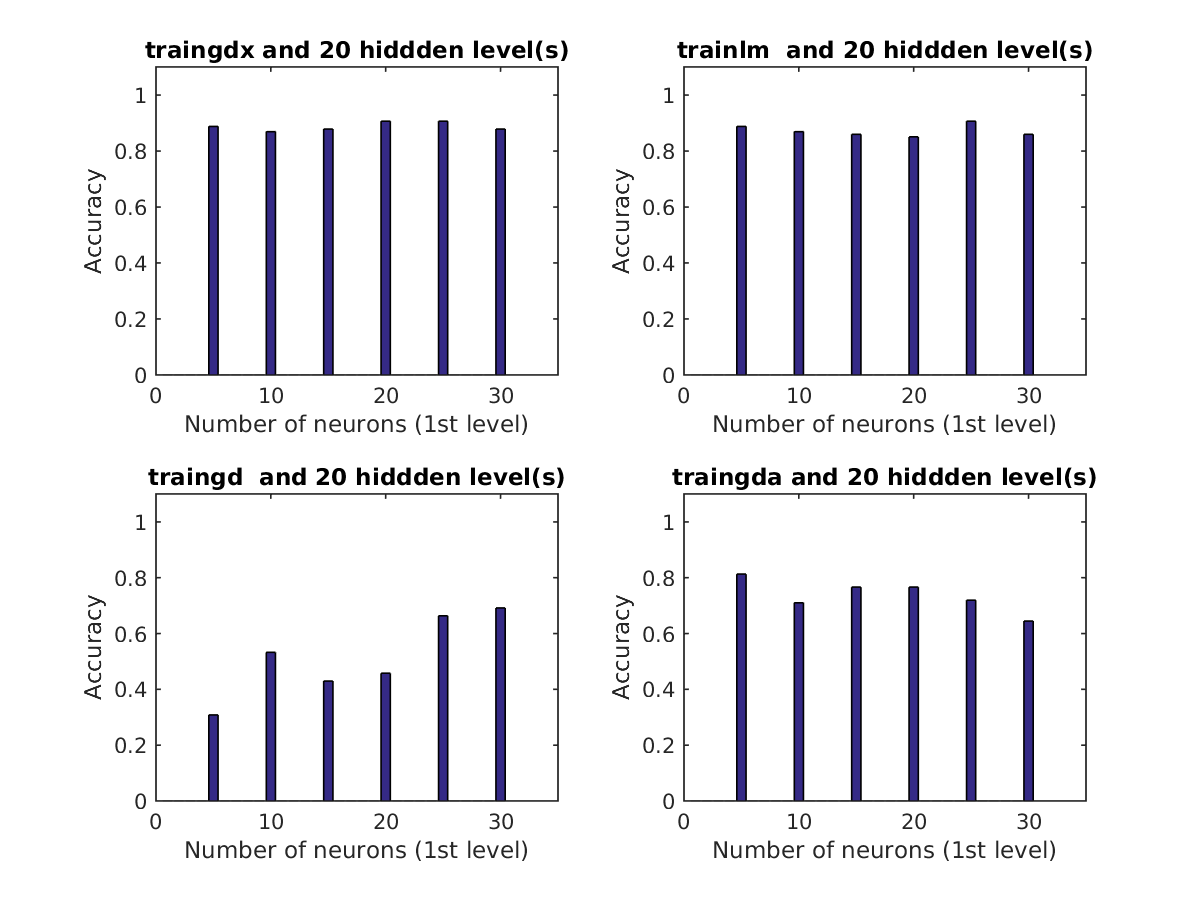 traingdx and 20 hiddden level(s)
1
0.8
0.6
0.4
0.2
0
Accuracy
0 10 20 30
Number of neurons (1st level)
trainlm  and 20 hiddden level(s)
1
0.8
0.6
0.4
0.2
0
Accuracy
0 10 20 30
Number of neurons (1st level)
traingd  and 20 hiddden level(s)
1
0.8
0.6
0.4
0.2
0
Accuracy
0 10 20 30
Number of neurons (1st level)
traingda and 20 hiddden level(s)
1
0.8
0.6
0.4
0.2
0
Accuracy
0 10 20 30
Number of neurons (1st level)